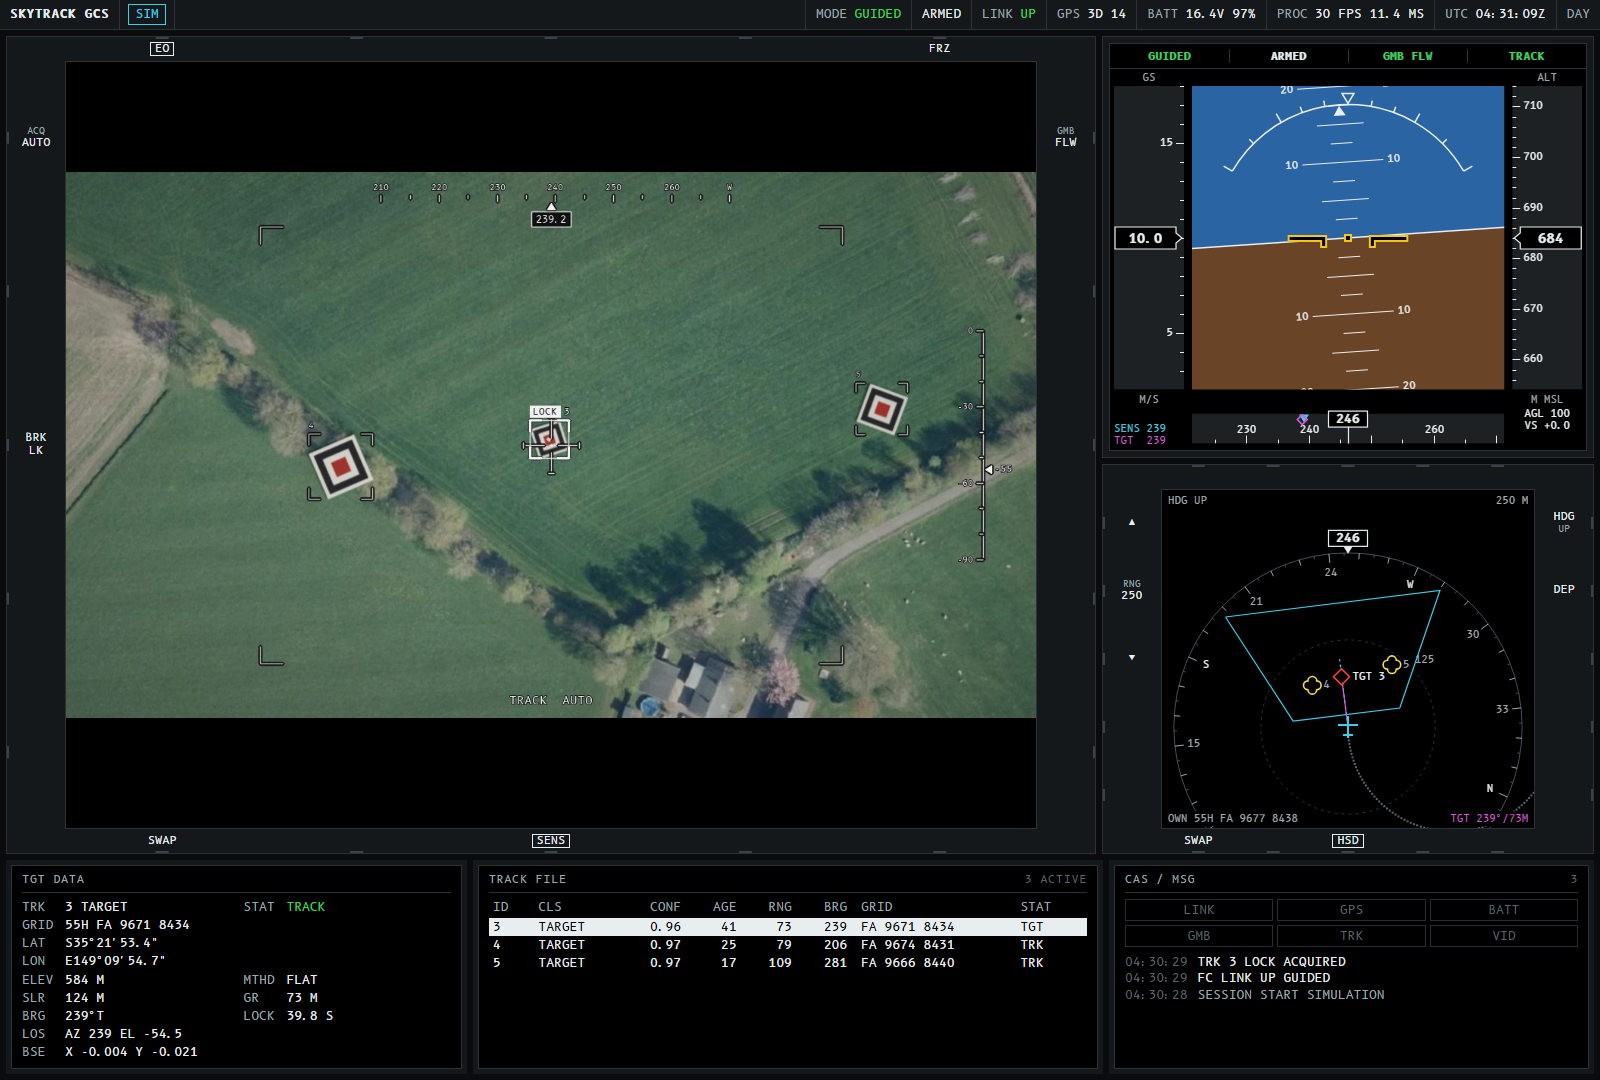 SKYTRACK GCS SIM MODE GUIDED ARMED LINK UP GPS 3D 14 BATT 16.4V 97% PROC 30 FPS 11.4 MS UTC 04:31:09Z DAY
EO FRZ
ACQ
AUTO
GMB
FLW
BRK
LK
210 220 230 240 250 260 W
239.2
0
-30
-55
-60
-90
LOCK 3
4
5
TRACK AUTO
SWAP SENS
GUIDED ARMED GMB FLW TRACK
GS ALT
15
10.0
5
M/S
20
10 10
10 10
20
710
700
690
684
680
670
660
M MSL
AGL 100
VS +0.0
SENS 239
TGT 239
230 240 246 260
HDG UP 250 M
246
21 24 W 30 33 N 15 S
125
TGT 3
4
5
RNG
250
HDG
UP
DEP
OWN 55H FA 9677 8438 TGT 239°/73M
SWAP HSD
TGT DATA
TRK 3 TARGET STAT TRACK
GRID 55H FA 9671 8434
LAT S35°21'53.4"
LON E149°09'54.7"
ELEV 584 M MTHD FLAT
SLR 124 M GR 73 M
BRG 239°T LOCK 39.8 S
LOS AZ 239 EL -54.5
BSE X -0.004 Y -0.021
TRACK FILE 3 ACTIVE
ID CLS CONF AGE RNG BRG GRID STAT
3 TARGET 0.96 41 73 239 FA 9671 8434 TGT
4 TARGET 0.97 25 79 206 FA 9674 8431 TRK
5 TARGET 0.97 17 109 281 FA 9666 8440 TRK
CAS / MSG 3
LINK GPS BATT
GMB TRK VID
04:30:29 TRK 3 LOCK ACQUIRED
04:30:29 FC LINK UP GUIDED
04:30:28 SESSION START SIMULATION